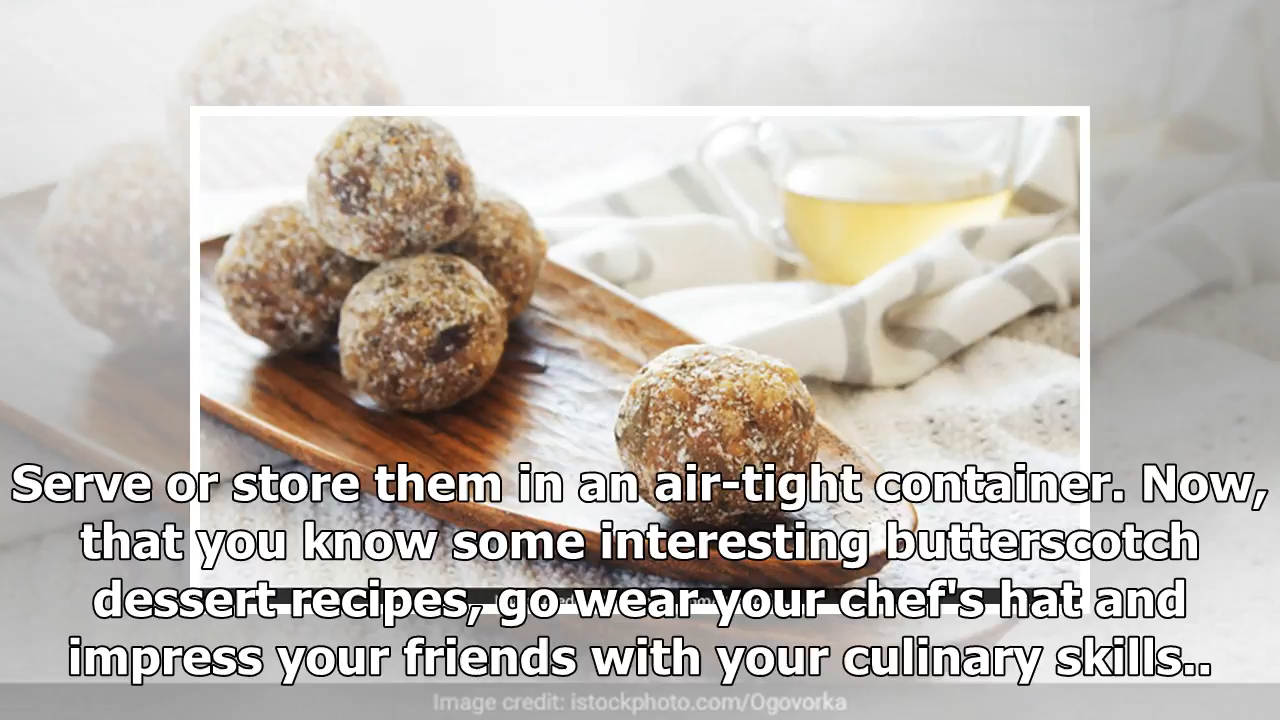 Serve or store them in an air-tight container. Now,
that you know some interesting butterscotch
dessert recipes, go wear your chef's hat and
impress your friends with your culinary skills..
Image credit: istockphoto.com/Ogovorka